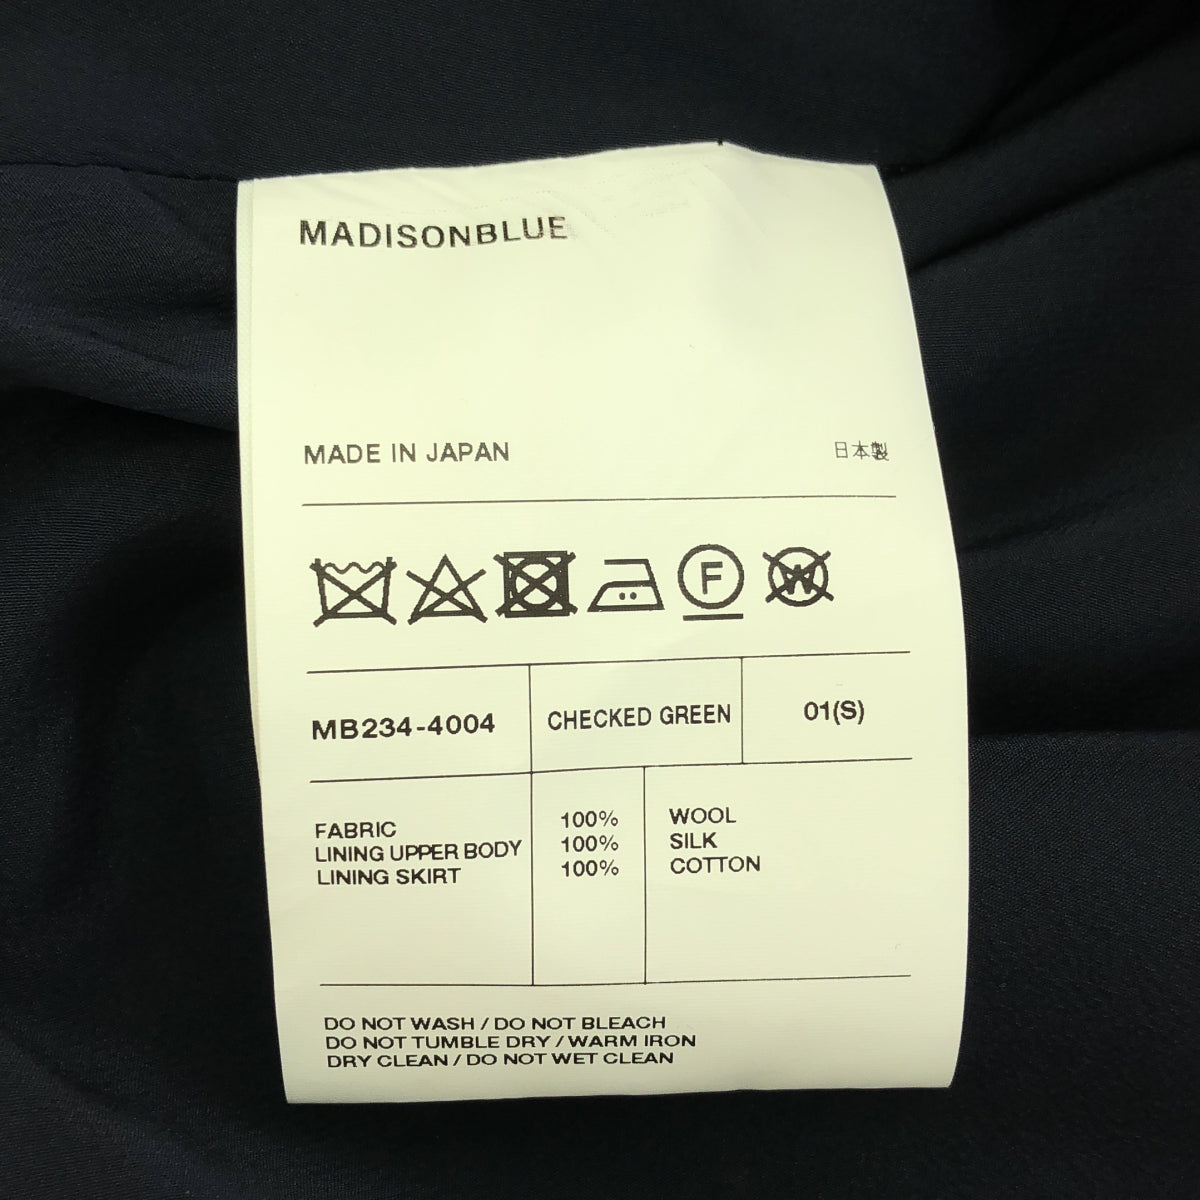 MADISONBLUE
MADE IN JAPAN 日本製
F W
MB234-4004 CHECKED GREEN 01(S)
FABRIC 100% WOOL
LINING UPPER BODY 100% SILK
LINING SKIRT 100% COTTON
DO NOT WASH / DO NOT BLEACH
DO NOT TUMBLE DRY / WARM IRON
DRY CLEAN / DO NOT WET CLEAN